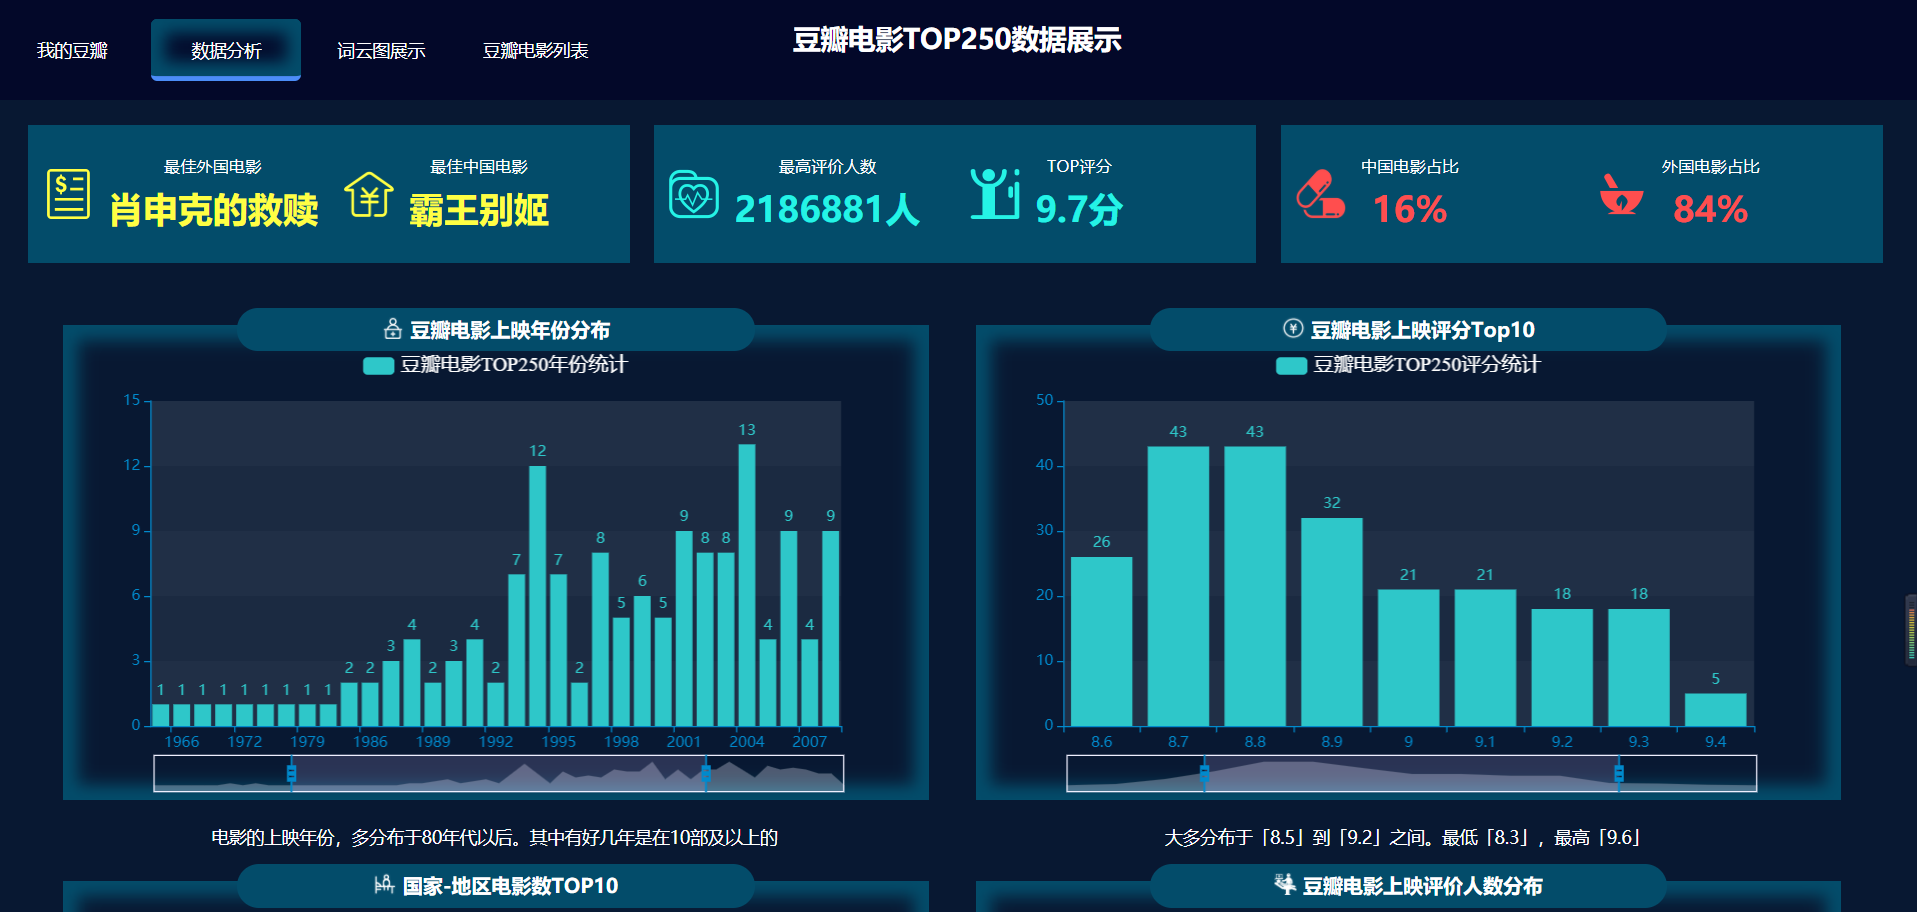 豆瓣电影TOP250数据展示
我的豆瓣 数据分析 词云图展示 豆瓣电影列表
最佳外国电影 最佳中国电影
肖申克的救赎 霸王别姬
最高评价人数 TOP评分
2186881人 9.7分
中国电影占比 外国电影占比
16% 84%
豆瓣电影上映年份分布
豆瓣电影TOP250年份统计
15
12
9
6
3
0
1 1 1 1 1 1 1 1 1 2 2 3 4 2 3 4 2 7 12 7 2 8 5 6 5 9 8 8 13 4 9 4 9
1966 1972 1979 1986 1989 1992 1995 1998 2001 2004 2007
电影的上映年份，多分布于80年代以后。其中有好几年是在10部及以上的
豆瓣电影上映评分Top10
豆瓣电影TOP250评分统计
50
40
30
20
10
0
26 43 43 32 21 21 18 18 5
8.6 8.7 8.8 8.9 9 9.1 9.2 9.3 9.4
大多分布于「8.5」到「9.2」之间。最低「8.3」，最高「9.6」
国家-地区电影数TOP10
豆瓣电影上映评价人数分布